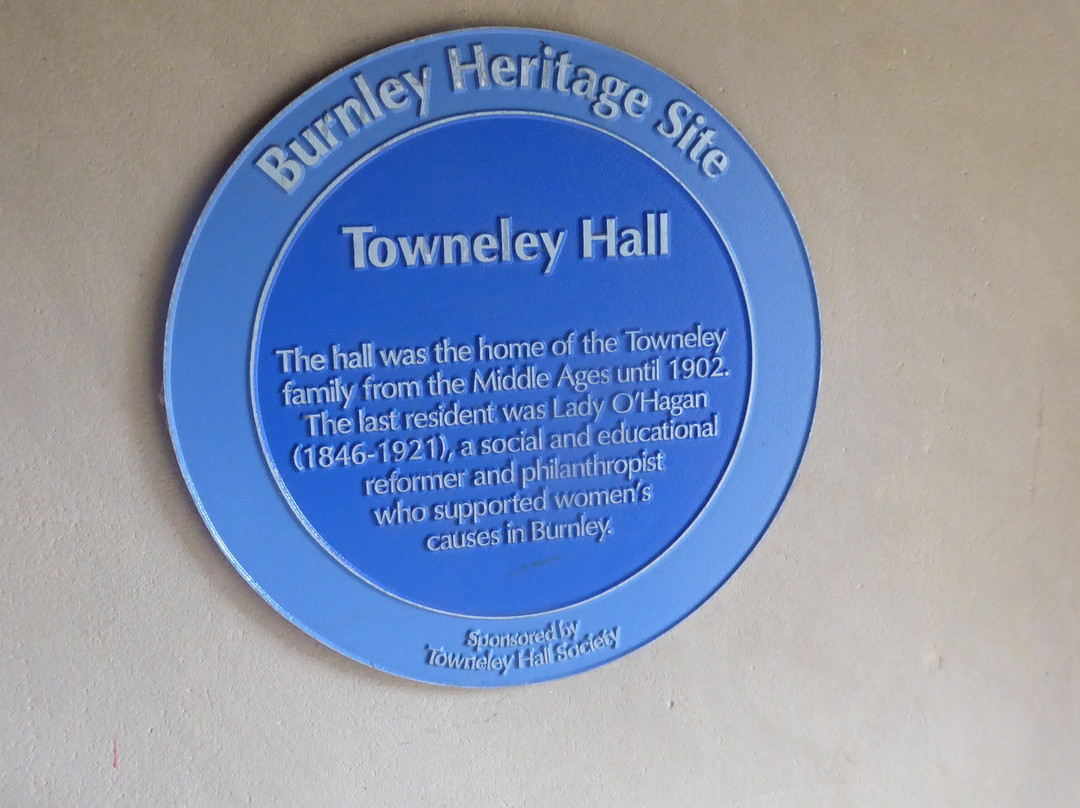 Burnley Heritage Site
Towneley Hall
The hall was the home of the Towneley
family from the Middle Ages until 1902.
The last resident was Lady O'Hagan
(1846-1921), a social and educational
reformer and philanthropist
who supported women's
causes in Burnley.
Sponsored by
Towneley Hall Society